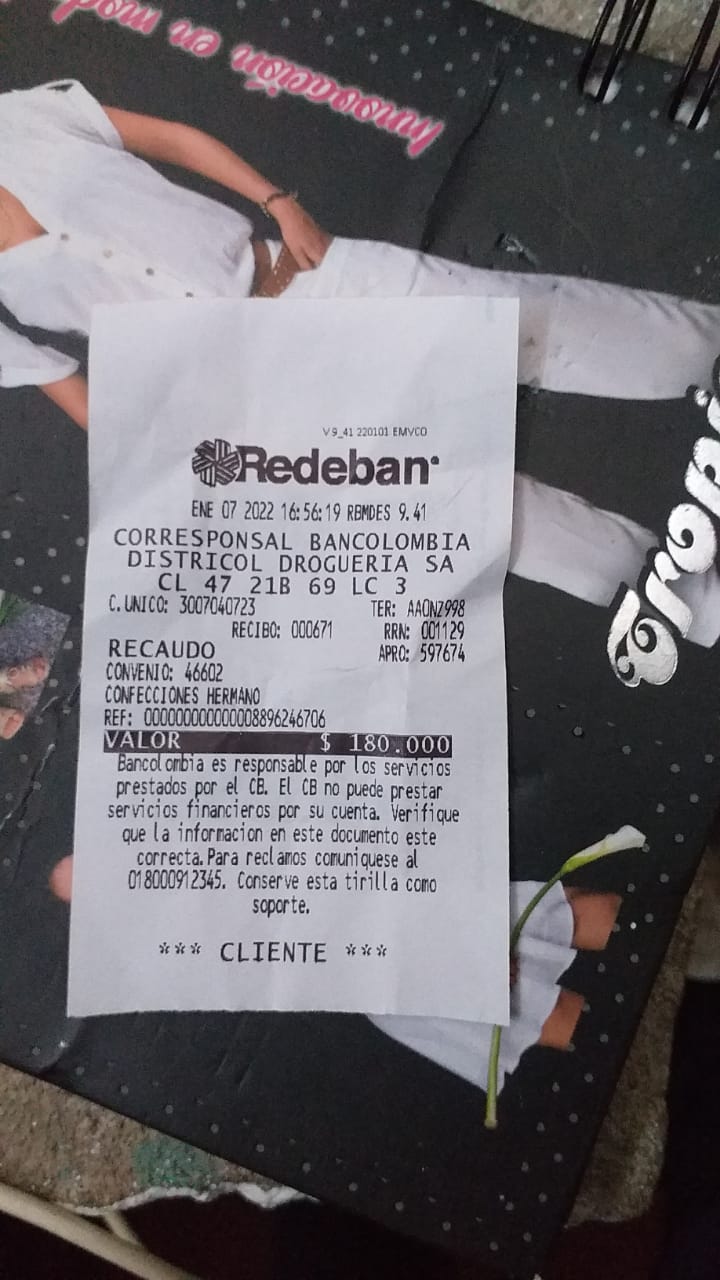 Innovación en mod
Tropi
V9_41 220101 EMVCO
Redeban
ENE 07 2022 16:56:19 RBMDES 9.41
CORRESPONSAL BANCOLOMBIA
DISTRICOL DROGUERIA SA
CL 47 21B 69 LC 3
C.UNICO: 3007040723 TER: AAONZ998
RECIBO: 000671 RRN: 001129
RECAUDO APRO: 597674
CONVENIO: 46602
CONFECCIONES HERMANO
REF: 000000000000008896246706
VALOR $ 180.000
Bancolombia es responsable por los servicios
prestados por el CB. El CB no puede prestar
servicios financieros por su cuenta. Verifique
que la informacion en este documento este
correcta.Para reclamos comuniquese al
018000912345. Conserve esta tirilla como
soporte.
*** CLIENTE ***